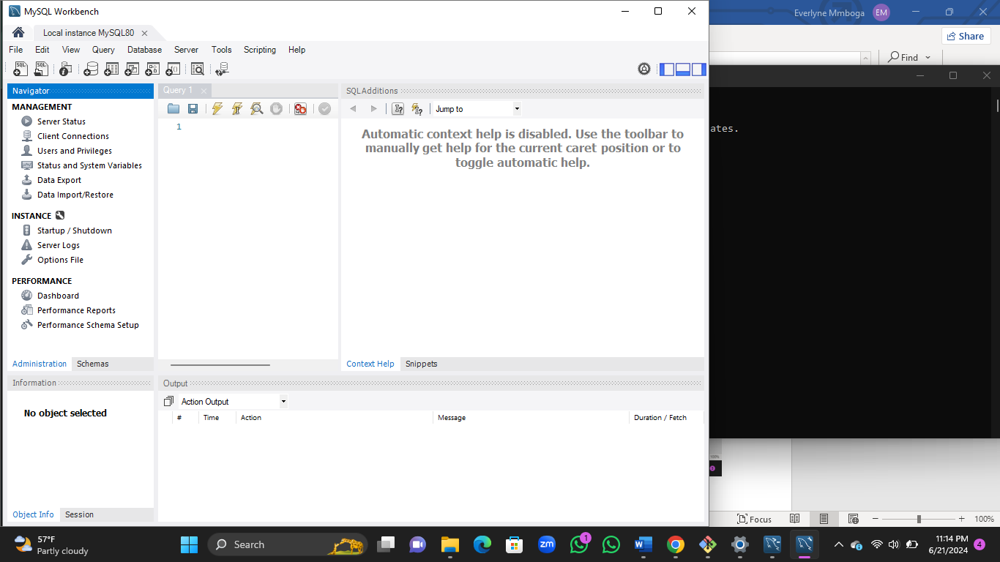 MySQL Workbench
Everlyne Mmboga EM
Local instance MySQL80
Share
File Edit View Query Database Server Tools Scripting Help
Find
Navigator
Query 1
SQLAdditions
MANAGEMENT
Server Status
Client Connections
Users and Privileges
Status and System Variables
Data Export
Data Import/Restore
INSTANCE
Startup / Shutdown
Server Logs
Options File
PERFORMANCE
Dashboard
Performance Reports
Performance Schema Setup
Administration Schemas
1
Jump to
Automatic context help is disabled. Use the toolbar to
manually get help for the current caret position or to
toggle automatic help.
ates.
Context Help Snippets
Information
No object selected
Object Info Session
Output
Action Output
# Time Action Message Duration / Fetch
Focus
100%
57°F
Partly cloudy
Search
zm
1
11:14 PM
6/21/2024
4